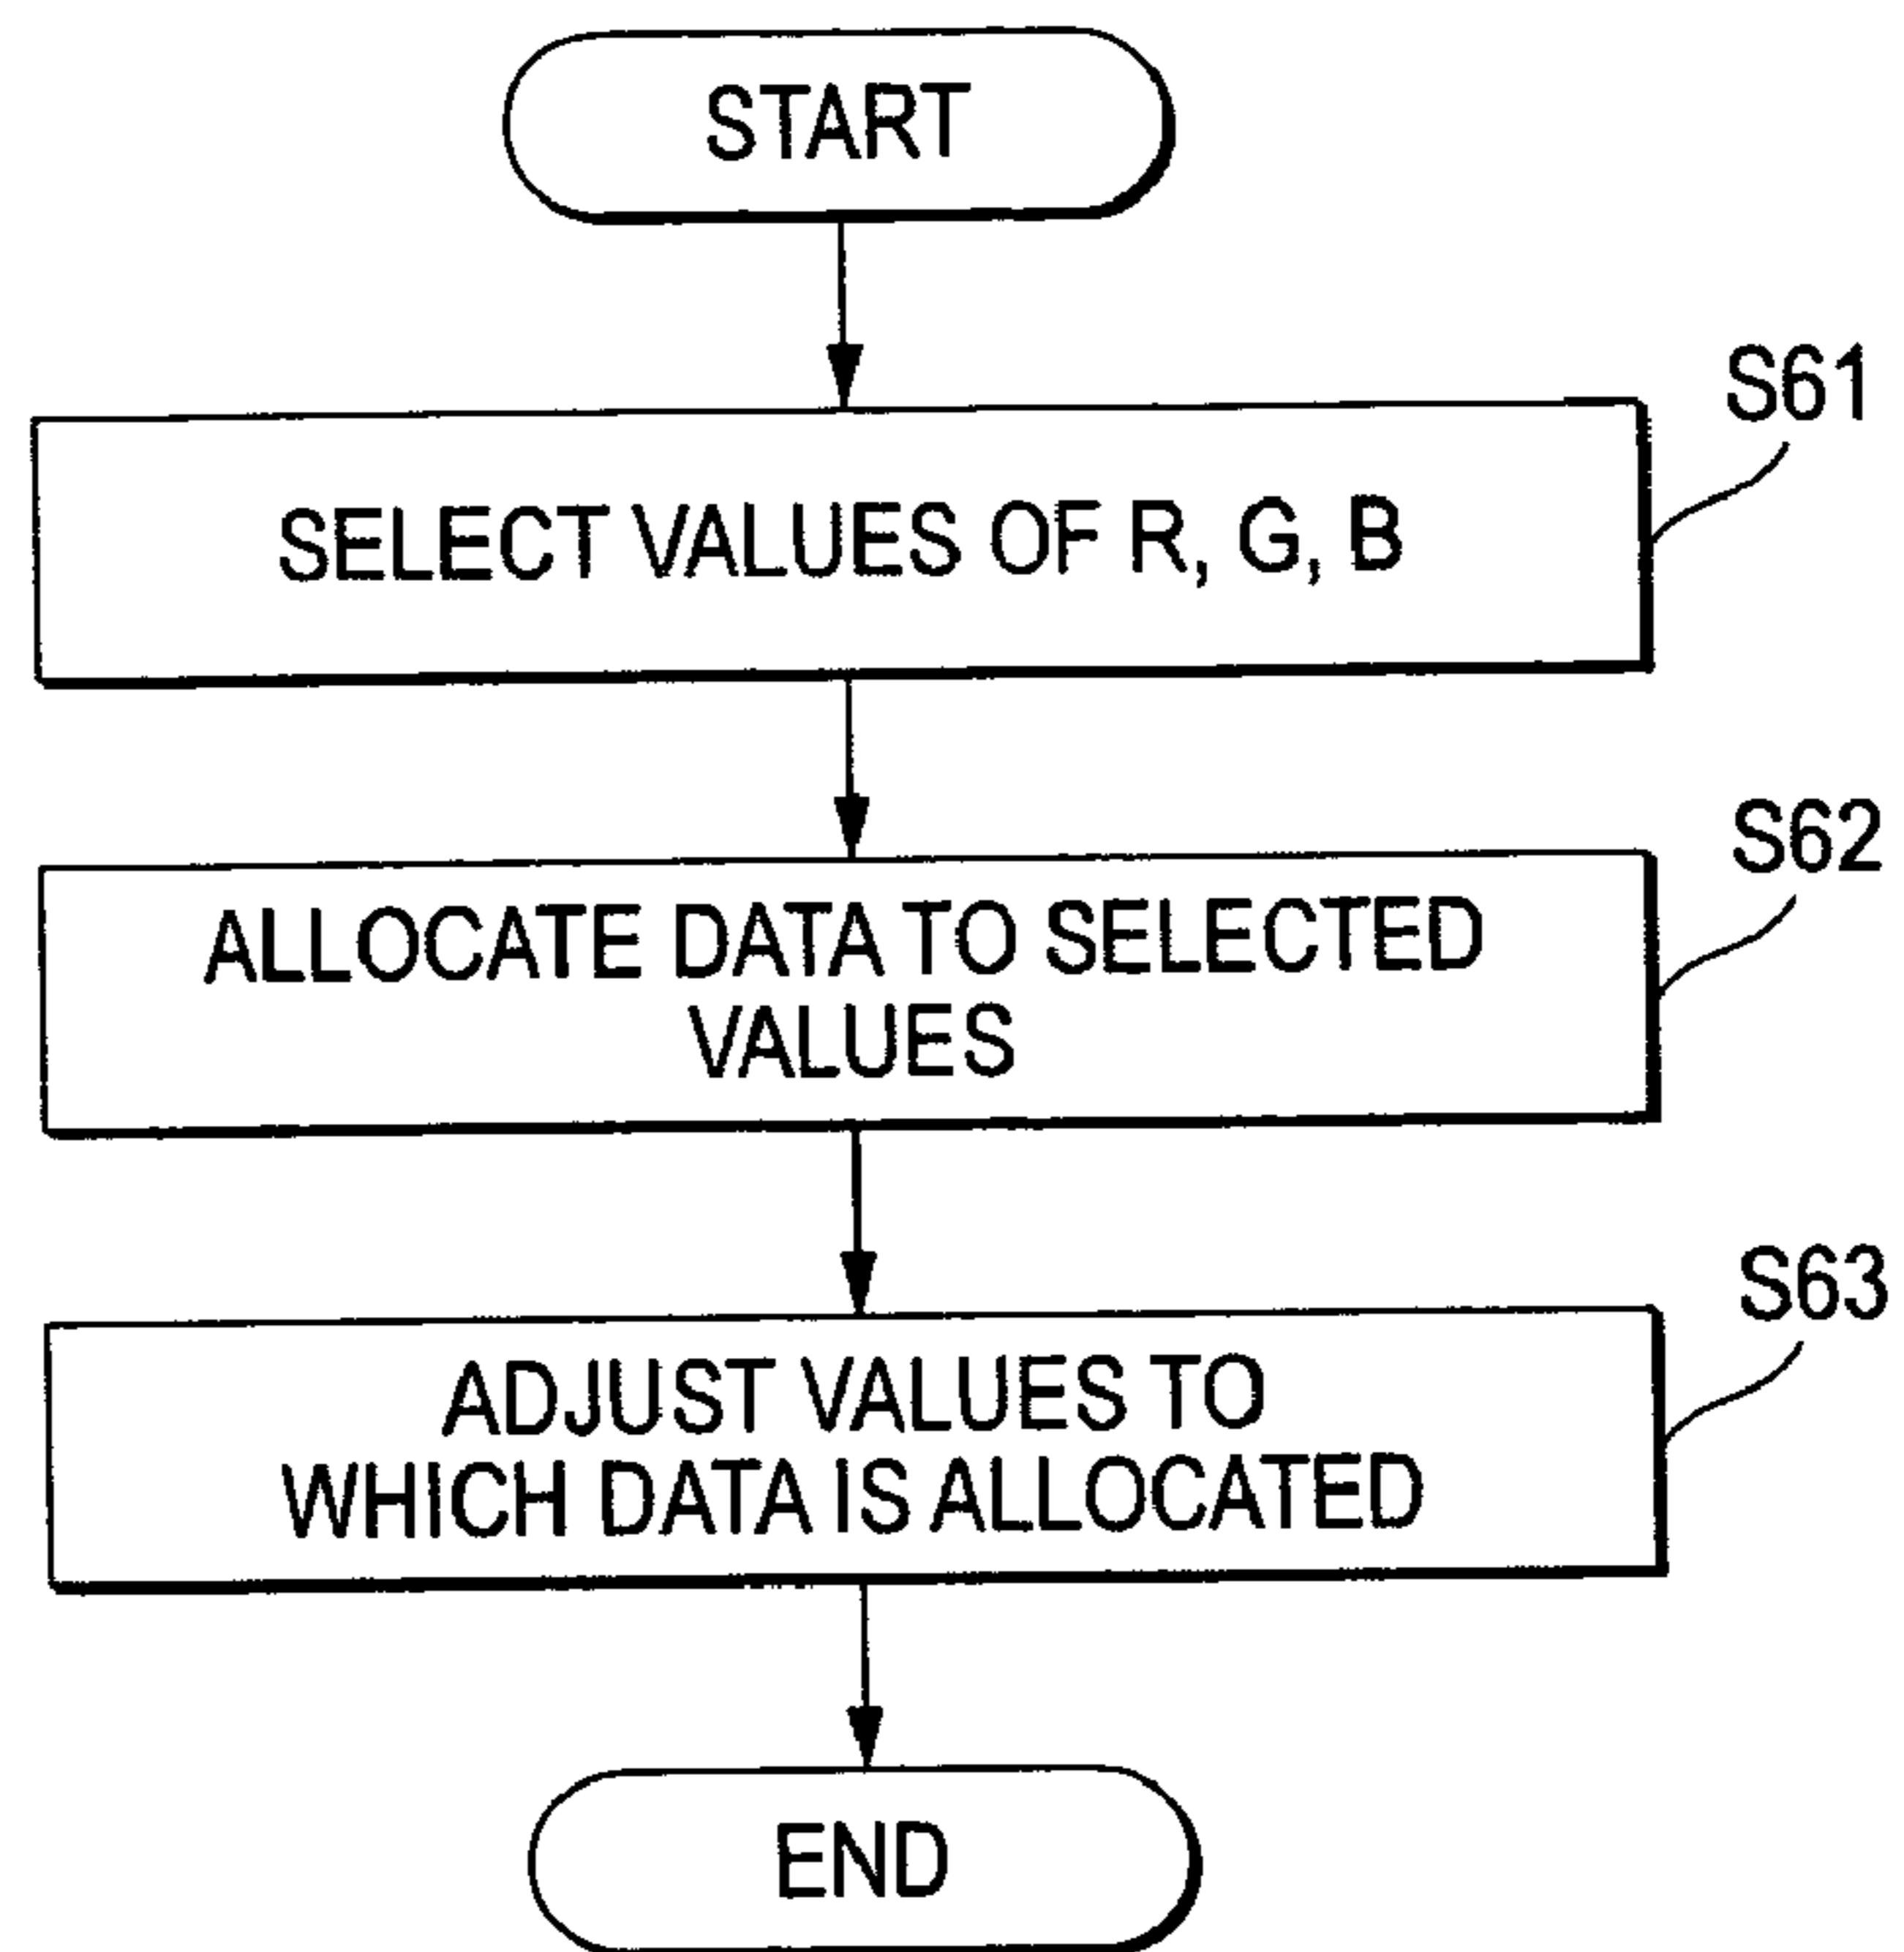 START
S61
SELECT VALUES OF R, G, B
S62
ALLOCATE DATA TO SELECTED
VALUES
S63
ADJUST VALUES TO
WHICH DATA IS ALLOCATED
END